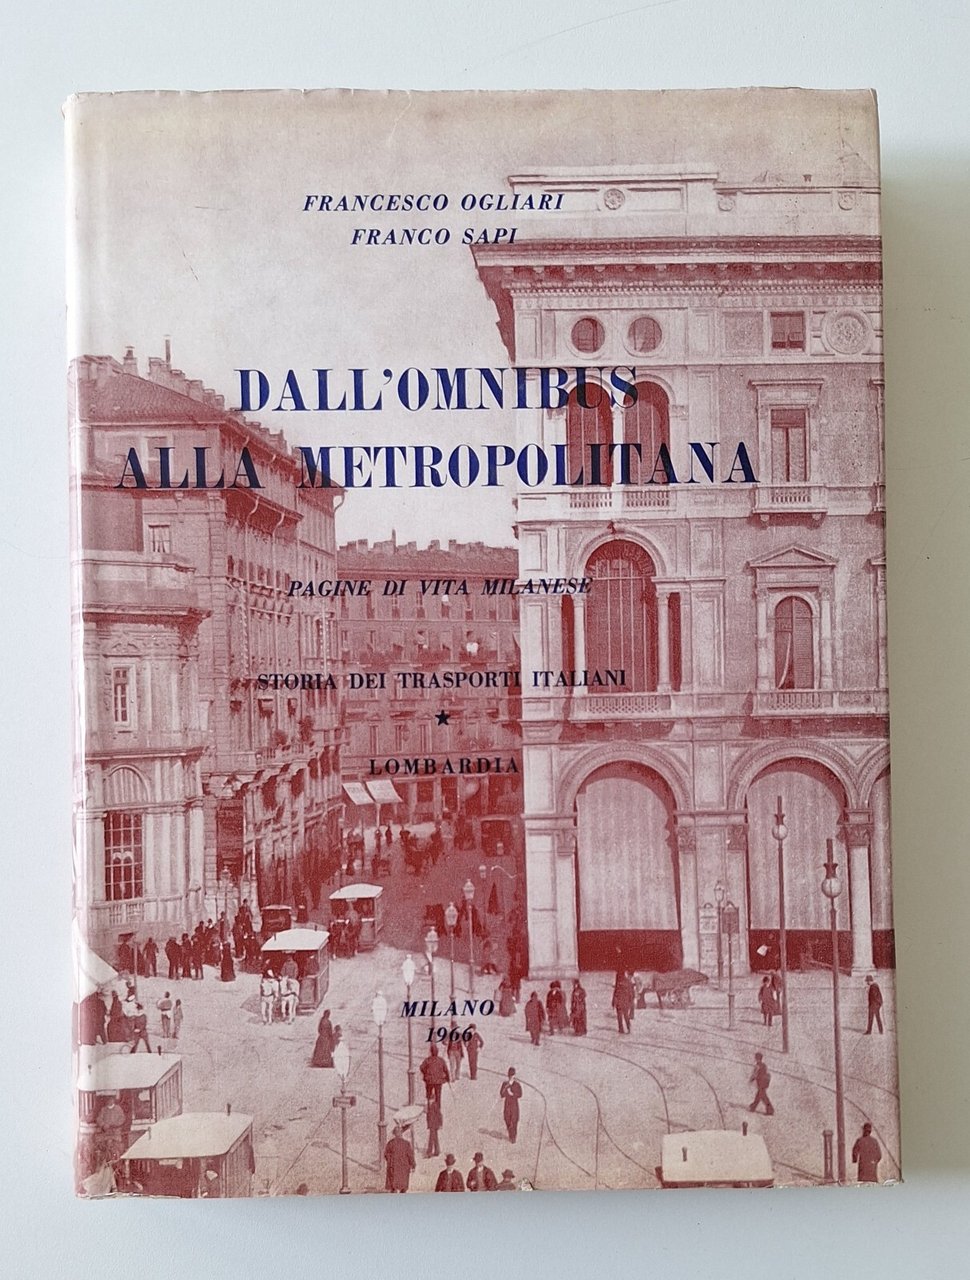 FRANCESCO OGLIARI
FRANCO SAPI
DALL'OMNIBUS
ALLA METROPOLITANA
PAGINE DI VITA MILANESE
STORIA DEI TRASPORTI ITALIANI
★
LOMBARDIA
MILANO
1966